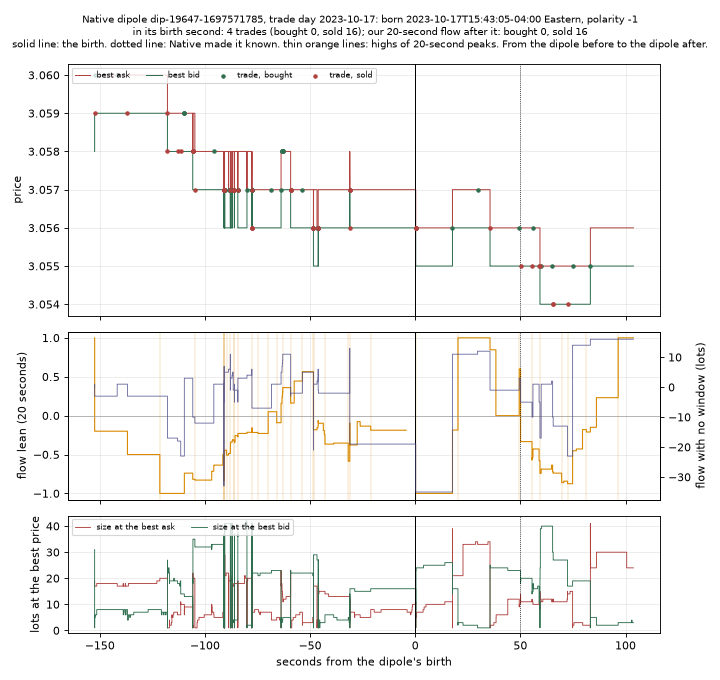 Native dipole dip-19647-1697571785, trade day 2023-10-17: born 2023-10-17T15:43:05-04:00 Eastern, polarity -1
in its birth second: 4 trades (bought 0, sold 16); our 20-second flow after it: bought 0, sold 16
solid line: the birth. dotted line: Native made it known. thin orange lines: highs of 20-second peaks. From the dipole before to the dipole after.
best ask best bid trade, bought trade, sold
3.060
3.059
3.058
3.057
3.056
3.055
3.054
price
1.0
0.5
0.0
−0.5
−1.0
flow lean (20 seconds)
10
0
−10
−20
−30
flow with no window (lots)
size at the best ask size at the best bid
40
30
20
10
0
lots at the best price
−150 −100 −50 0 50 100
seconds from the dipole's birth